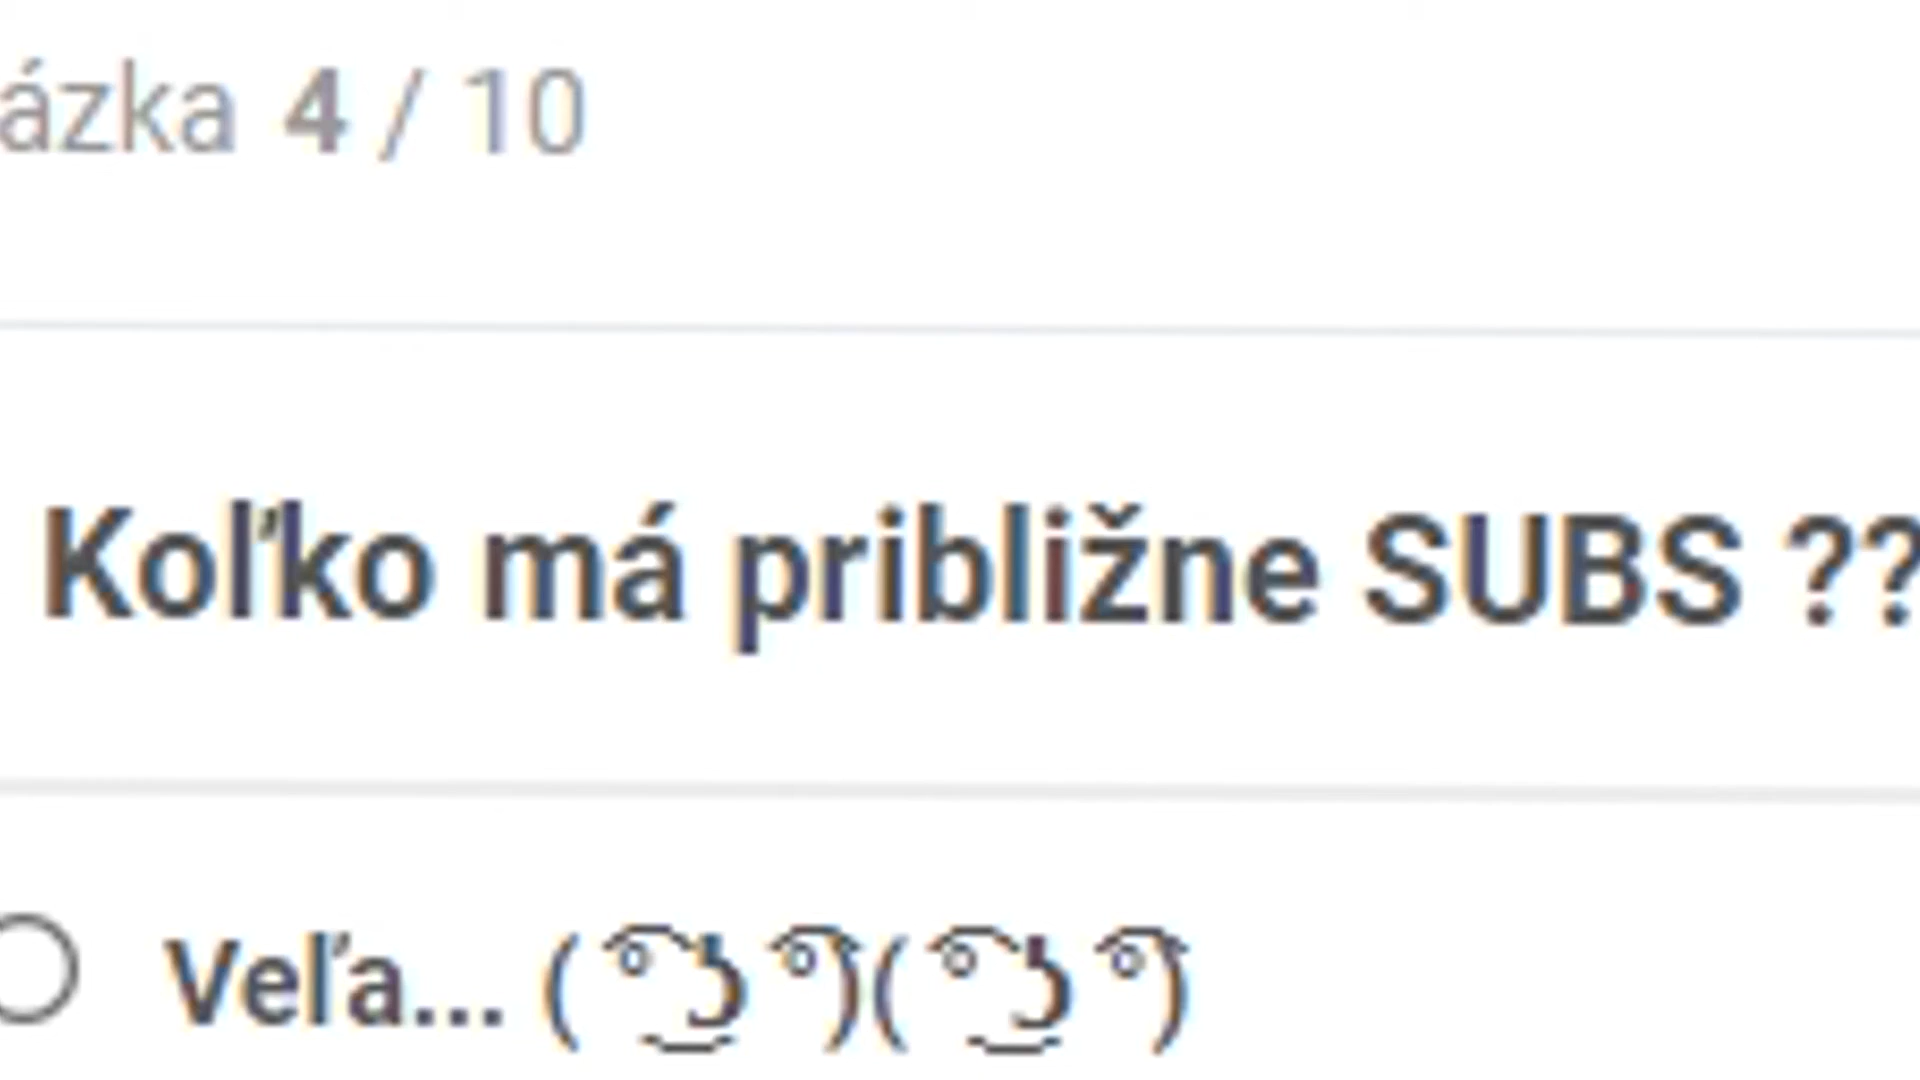 ázka 4 / 10
Koľko má približne SUBS ??
Veľa... ( ͡° ͜ʖ ͡°)( ͡° ͜ʖ ͡°)